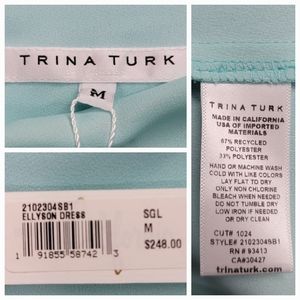 TRINA TURK
M
2102304SB1
ELLYSON DRESS
SGL
M
1 91855 58742 3
$248.00
TRINA TURK
MADE IN CALIFORNIA
USA OF IMPORTED
MATERIALS
67% RECYCLED
POLYESTER
33% POLYESTER
HAND OR MACHINE WASH
COLD WITH LIKE COLORS
LAY FLAT TO DRY
ONLY NON CHLORINE
BLEACH WHEN NEEDED
DO NOT TUMBLE DRY
LOW IRON IF NEEDED
OR DRY CLEAN
CUT# 1024
STYLE# 2102304SB1
RN # 93413
CA#30427
trinaturk.com